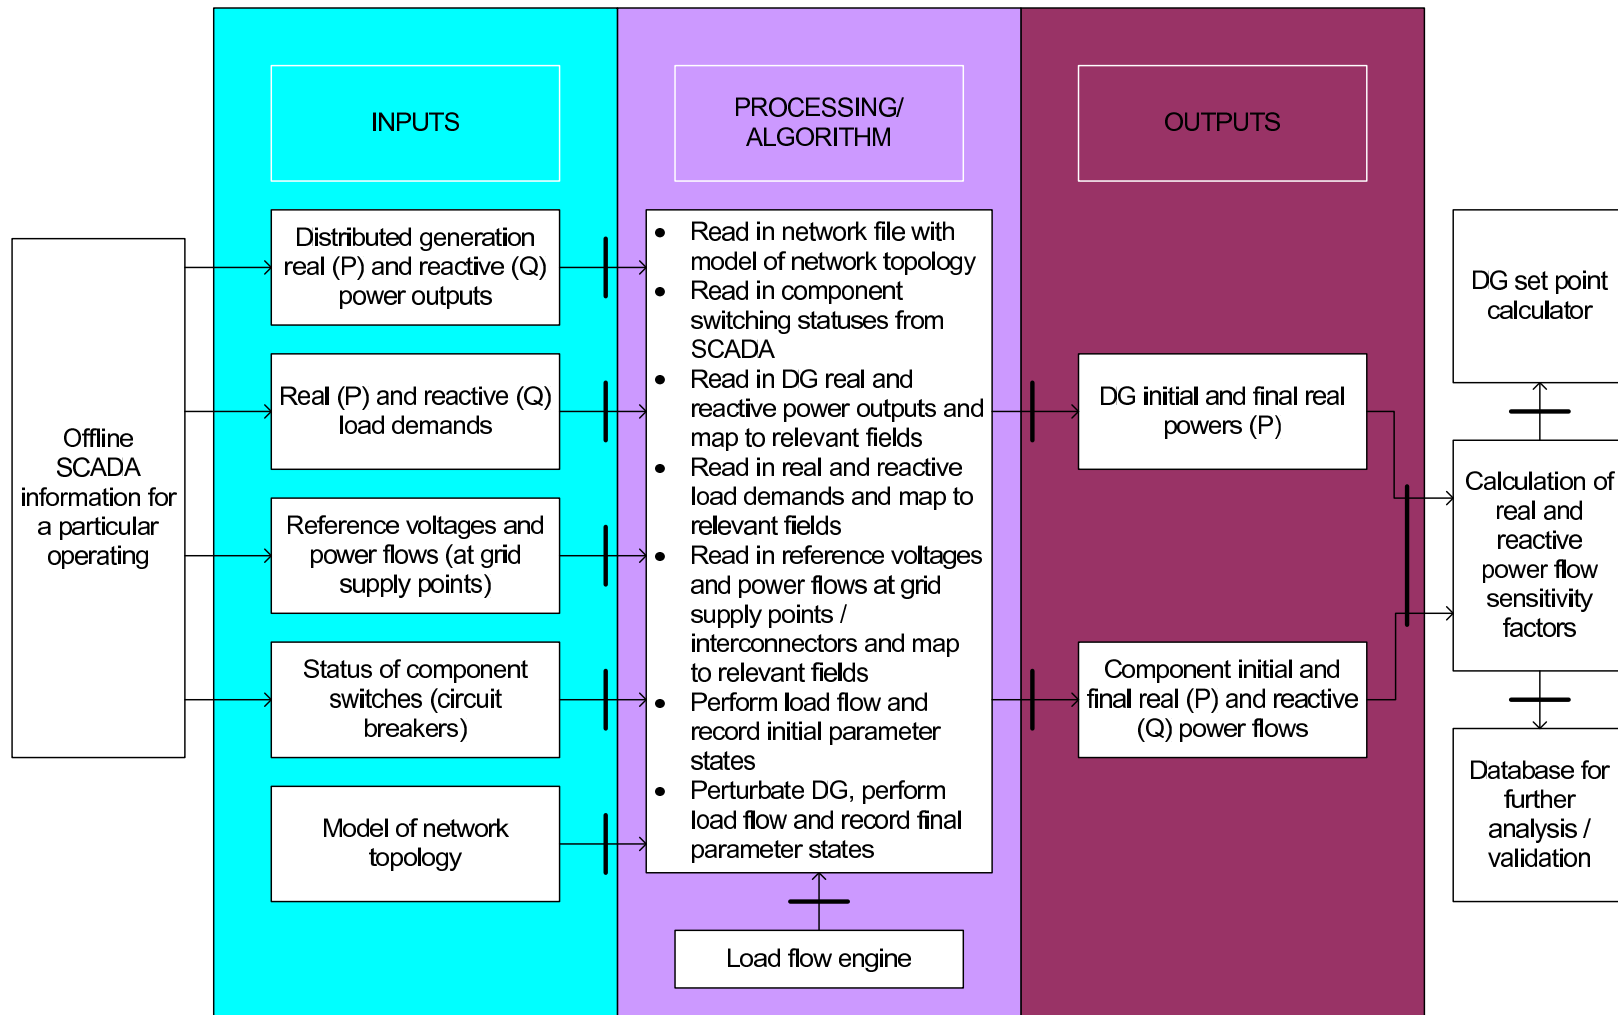 INPUTS
PROCESSING/
ALGORITHM
OUTPUTS
Offline
SCADA
information for
a particular
operating
Distributed generation
real (P) and reactive (Q)
power outputs
Real (P) and reactive (Q)
load demands
Reference voltages and
power flows (at grid
supply points)
Status of component
switches (circuit
breakers)
Model of network
topology
• Read in network file with
model of network topology
• Read in component
switching statuses from
SCADA
• Read in DG real and
reactive power outputs and
map to relevant fields
• Read in real and reactive
load demands and map to
relevant fields
• Read in reference voltages
and power flows at grid
supply points /
interconnectors and map
to relevant fields
• Perform load flow and
record initial parameter
states
• Perturbate DG, perform
load flow and record final
parameter states
Load flow engine
DG initial and final real
powers (P)
Component initial and
final real (P) and reactive
(Q) power flows
DG set point
calculator
Calculation of
real and
reactive
power flow
sensitivity
factors
Database for
further
analysis /
validation